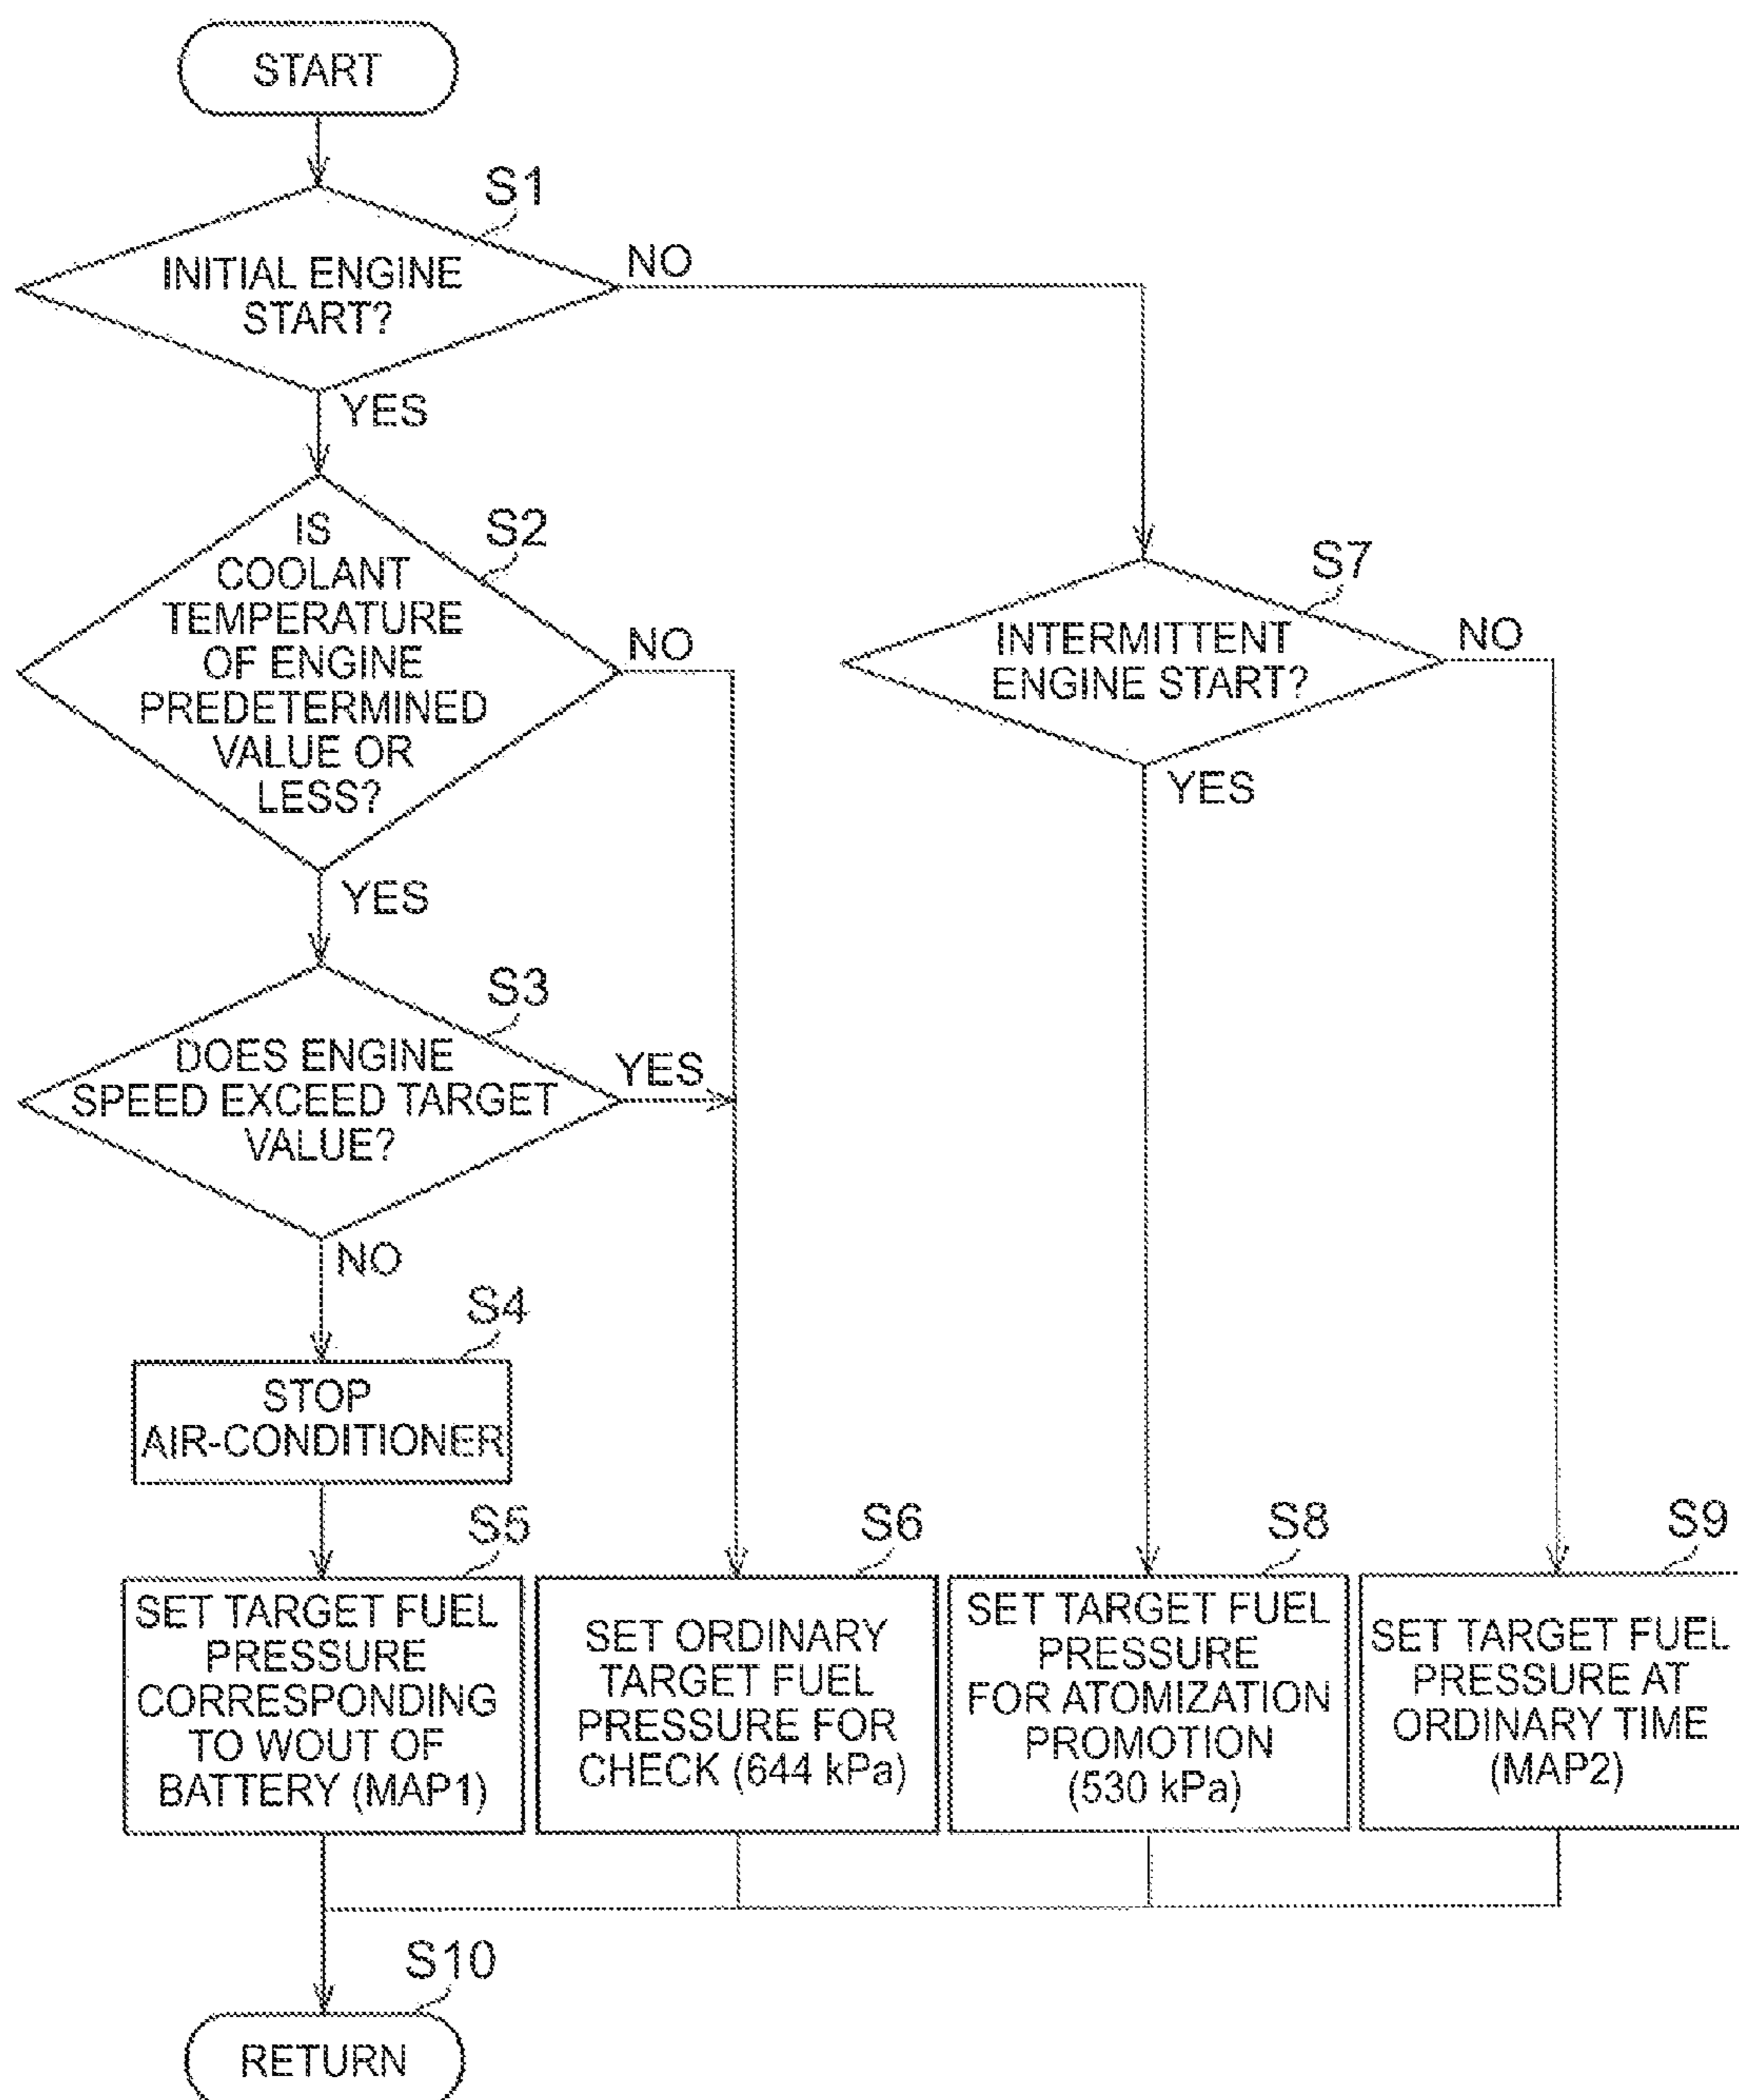 START
S1
INITIAL ENGINE
START?
NO
YES
IS
COOLANT
TEMPERATURE
OF ENGINE
PREDETERMINED
VALUE OR
LESS?
S2
NO
YES
S7
INTERMITTENT
ENGINE START?
NO
YES
S3
DOES ENGINE
SPEED EXCEED TARGET
VALUE?
YES
NO
S4
STOP
AIR-CONDITIONER
S5
SET TARGET FUEL
PRESSURE
CORRESPONDING
TO WOUT OF
BATTERY (MAP1)
S6
SET ORDINARY
TARGET FUEL
PRESSURE FOR
CHECK (644 kPa)
S8
SET TARGET FUEL
PRESSURE
FOR ATOMIZATION
PROMOTION
(530 kPa)
S9
SET TARGET FUEL
PRESSURE AT
ORDINARY TIME
(MAP2)
S10
RETURN